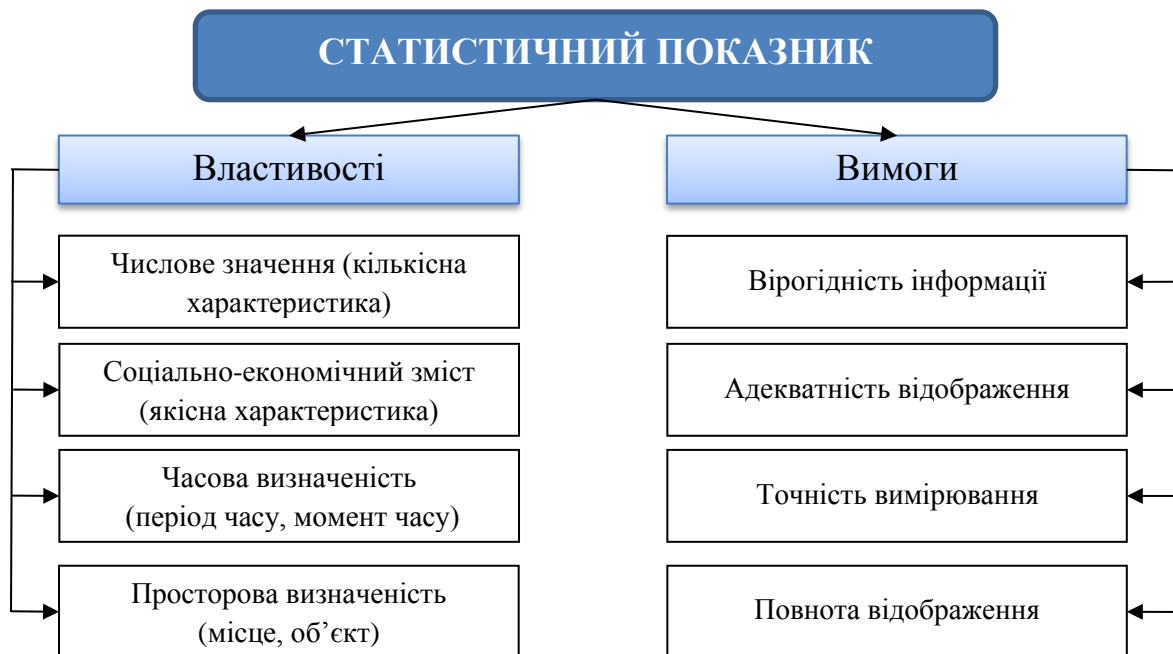 СТАТИСТИЧНИЙ ПОКАЗНИК
Властивості
Числове значення (кількісна
характеристика)
Соціально-економічний зміст
(якісна характеристика)
Часова визначеність
(період часу, момент часу)
Просторова визначеність
(місце, об’єкт)
Вимоги
Вірогідність інформації
Адекватність відображення
Точність вимірювання
Повнота відображення